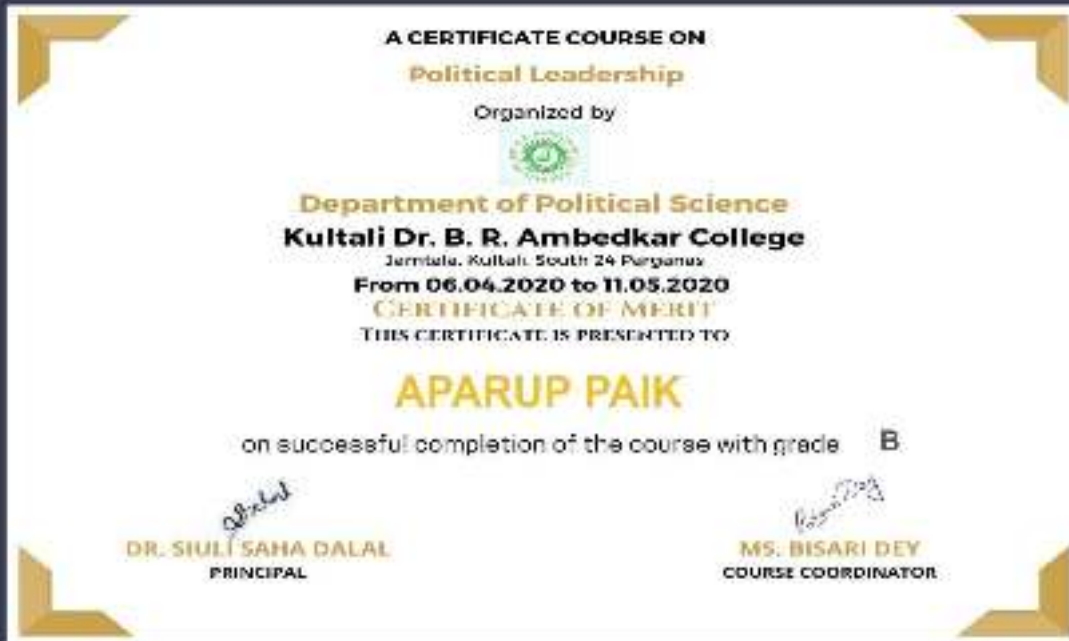 A CERTIFICATE COURSE ON
Political Leadership
Organized by
Department of Political Science
Kultali Dr. B. R. Ambedkar College
Jamtala, Kultali, South 24 Parganas
From 06.04.2020 to 11.05.2020
CERTIFICATE OF MERIT
THIS CERTIFICATE IS PRESENTED TO
APARUP PAIK
on successful completion of the course with grade B
DR. SIULI SAHA DALAL
PRINCIPAL
MS. BISARI DEY
COURSE COORDINATOR